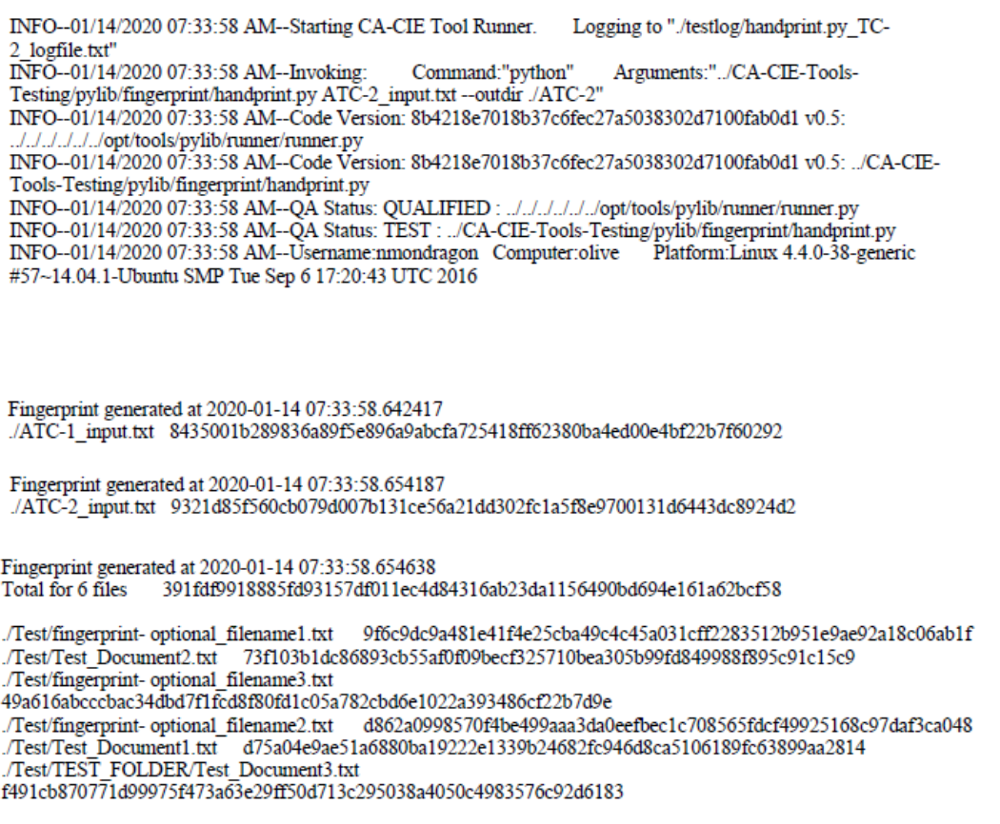 INFO--01/14/2020 07:33:58 AM--Starting CA-CIE Tool Runner. Logging to "./testlog/handprint.py_TC-
2_logfile.txt"
INFO--01/14/2020 07:33:58 AM--Invoking: Command:"python" Arguments:"../CA-CIE-Tools-
Testing/pylib/fingerprint/handprint.py ATC-2_input.txt --outdir ./ATC-2"
INFO--01/14/2020 07:33:58 AM--Code Version: 8b4218e7018b37c6fec27a5038302d7100fab0d1 v0.5:
../../../../../../opt/tools/pylib/runner/runner.py
INFO--01/14/2020 07:33:58 AM--Code Version: 8b4218e7018b37c6fec27a5038302d7100fab0d1 v0.5: ../CA-CIE-
Tools-Testing/pylib/fingerprint/handprint.py
INFO--01/14/2020 07:33:58 AM--QA Status: QUALIFIED : ../../../../../../opt/tools/pylib/runner/runner.py
INFO--01/14/2020 07:33:58 AM--QA Status: TEST : ../CA-CIE-Tools-Testing/pylib/fingerprint/handprint.py
INFO--01/14/2020 07:33:58 AM--Username:nmondragon Computer:olive Platform:Linux 4.4.0-38-generic
#57~14.04.1-Ubuntu SMP Tue Sep 6 17:20:43 UTC 2016
Fingerprint generated at 2020-01-14 07:33:58.642417
./ATC-1_input.txt 8435001b289836a89f5e896a9abcfa725418ff62380ba4ed00e4bf22b7f60292
Fingerprint generated at 2020-01-14 07:33:58.654187
./ATC-2_input.txt 9321d85f560cb079d007b131ce56a21dd302fc1a5f8e9700131d6443dc8924d2
Fingerprint generated at 2020-01-14 07:33:58.654638
Total for 6 files 391fdf9918885fd93157df011ec4d84316ab23da1156490bd694e161a62bcf58
./Test/fingerprint- optional_filename1.txt 9f6c9dc9a481e41f4e25cba49c4c45a031cff2283512b951e9ae92a18c06ab1f
./Test/Test_Document2.txt 73f103b1dc86893cb55af0f09becf325710bea305b99fd849988f895c91c15c9
./Test/fingerprint- optional_filename3.txt
49a616abcccbac34dbd7f1fcd8f80fd1c05a782cbd6e1022a393486cf22b7d9e
./Test/fingerprint- optional_filename2.txt d862a0998570f4be499aaa3da0eefbec1c708565fdcf49925168c97daf3ca048
./Test/Test_Document1.txt d75a04e9ae51a6880ba19222e1339b24682fc946d8ca5106189fc63899aa2814
./Test/TEST_FOLDER/Test_Document3.txt
f491cb870771d99975f473a63e29ff50d713c295038a4050c4983576c92d6183